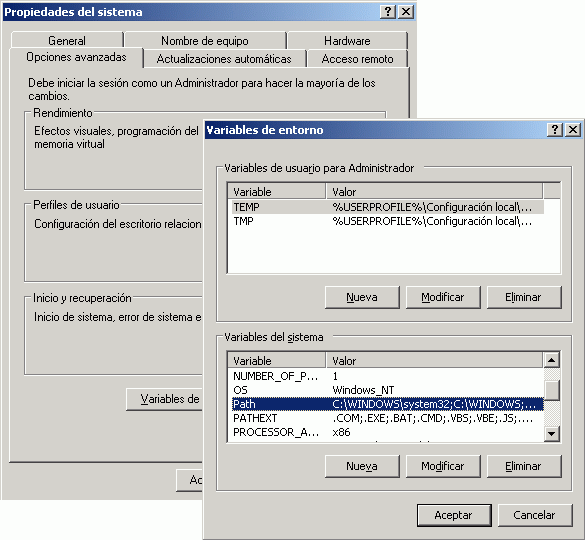 Propiedades del sistema
General Nombre de equipo Hardware
Opciones avanzadas Actualizaciones automáticas Acceso remoto
Debe iniciar la sesión como un Administrador para hacer la mayoría de los
cambios.
Rendimiento
Efectos visuales, programación del
memoria virtual
Perfiles de usuario
Configuración del escritorio relacion
Inicio y recuperación
Inicio de sistema, error de sistema e
Variables de
Ac
Variables de entorno
Variables de usuario para Administrador
Variable Valor
TEMP %USERPROFILE%\Configuración local\...
TMP %USERPROFILE%\Configuración local\...
Nueva Modificar Eliminar
Variables del sistema
Variable Valor
NUMBER_OF_P... 1
OS Windows_NT
Path C:\WINDOWS\system32;C:\WINDOWS;...
PATHEXT .COM;.EXE;.BAT;.CMD;.VBS;.VBE;.JS;....
PROCESSOR_A... x86
Nueva Modificar Eliminar
Aceptar Cancelar